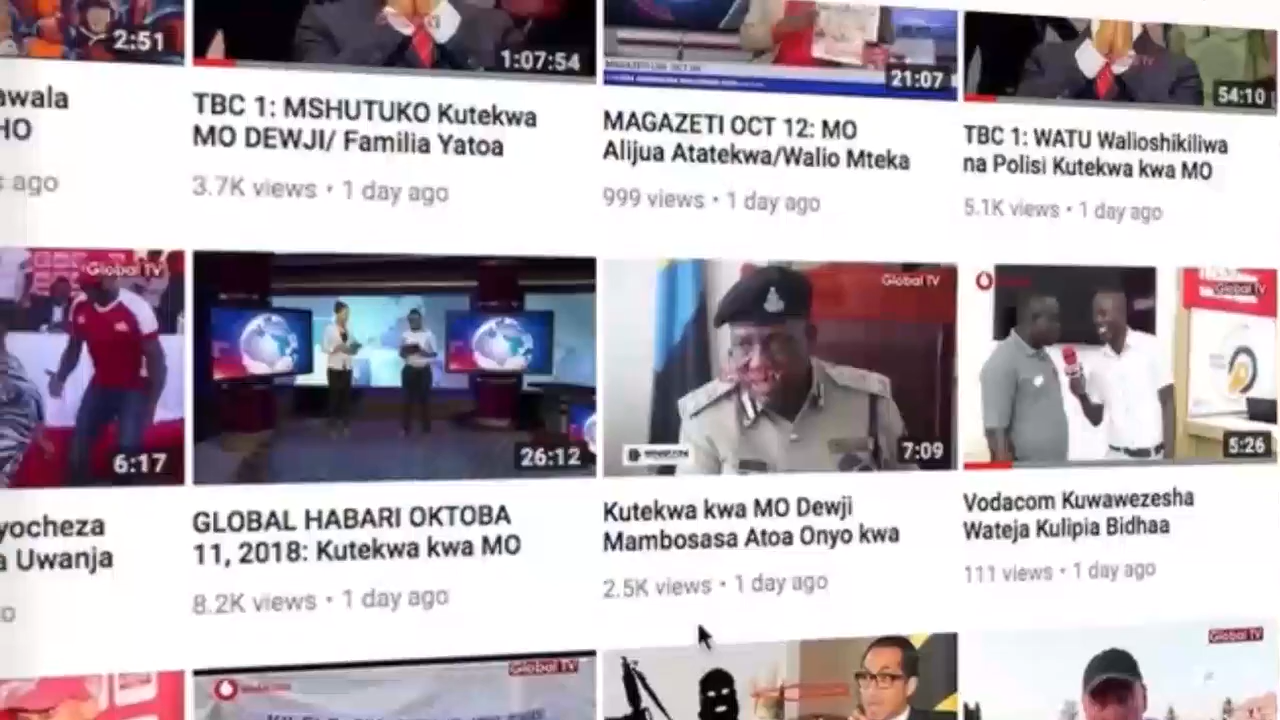 2:51
1:07:54
21:07
54:10
awala
HO
ago
TBC 1: MSHUTUKO Kutekwa
MO DEWJI/ Familia Yatoa
3.7K views • 1 day ago
MAGAZETI OCT 12: MO
Alijua Atatekwa/Walio Mteka
999 views • 1 day ago
TBC 1: WATU Walioshikiliwa
na Polisi Kutekwa kwa MO
5.1K views • 1 day ago
Global TV
6:17
26:12
Global TV
7:09
Global TV
5:26
yocheza
a Uwanja
GLOBAL HABARI OKTOBA
11, 2018: Kutekwa kwa MO
8.2K views • 1 day ago
Kutekwa kwa MO Dewji
Mambosasa Atoa Onyo kwa
2.5K views • 1 day ago
Vodacom Kuwawezesha
Wateja Kulipia Bidhaa
111 views • 1 day ago
Global TV
Global TV